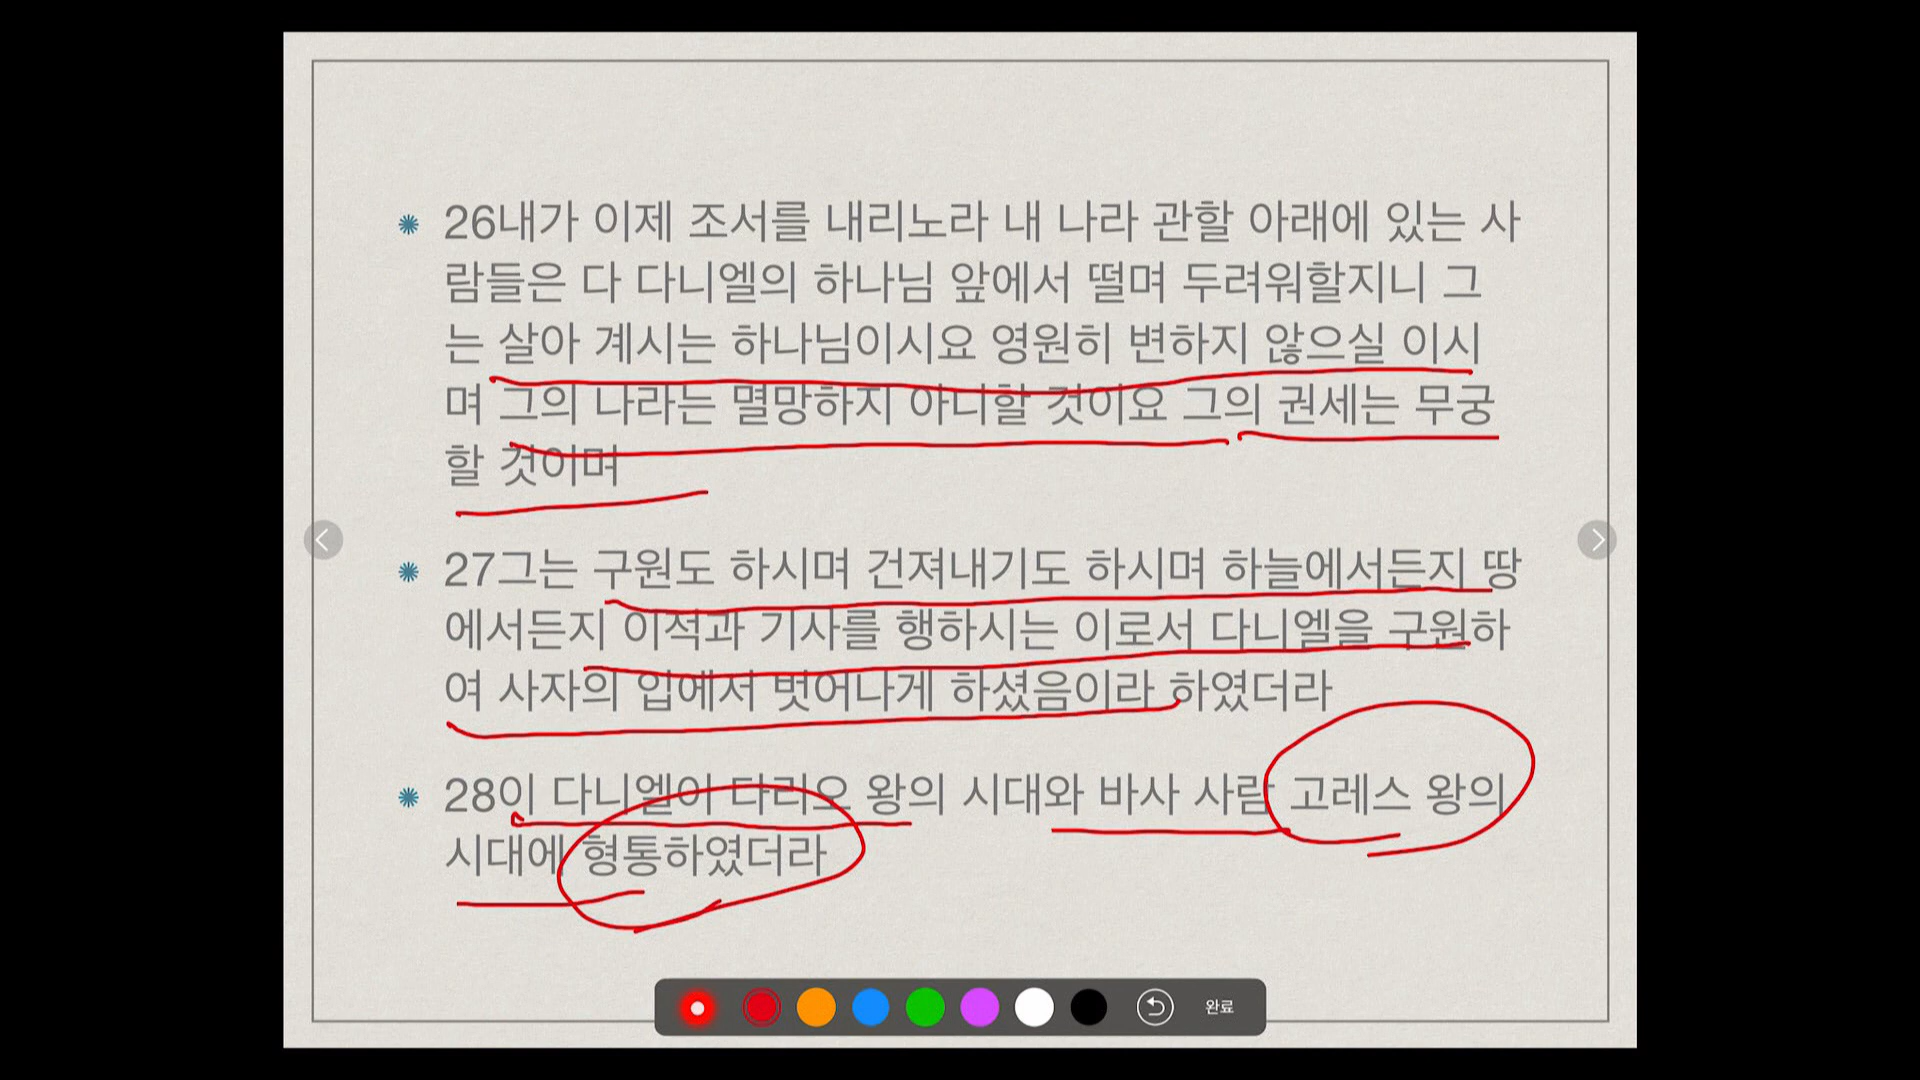 26내가 이제 조서를 내리노라 내 나라 관할 아래에 있는 사
람들은 다 다니엘의 하나님 앞에서 떨며 두려워할지니 그
는 살아 계시는 하나님이시요 영원히 변하지 않으실 이시
며 그의 나라는 멸망하지 아니할 것이요 그의 권세는 무궁
할 것이며
27그는 구원도 하시며 건져내기도 하시며 하늘에서든지 땅
에서든지 이적과 기사를 행하시는 이로서 다니엘을 구원하
여 사자의 입에서 벗어나게 하셨음이라 하였더라
28이 다니엘이 다리오 왕의 시대와 바사 사람 고레스 왕의
시대에 형통하였더라
완료